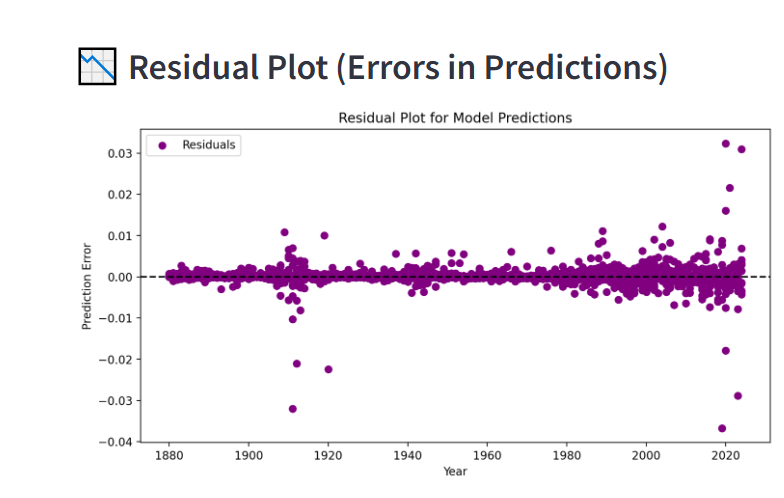 Residual Plot (Errors in Predictions)
Residual Plot for Model Predictions
Residuals
Prediction Error
0.03
0.02
0.01
0.00
−0.01
−0.02
−0.03
−0.04
1880 1900 1920 1940 1960 1980 2000 2020
Year